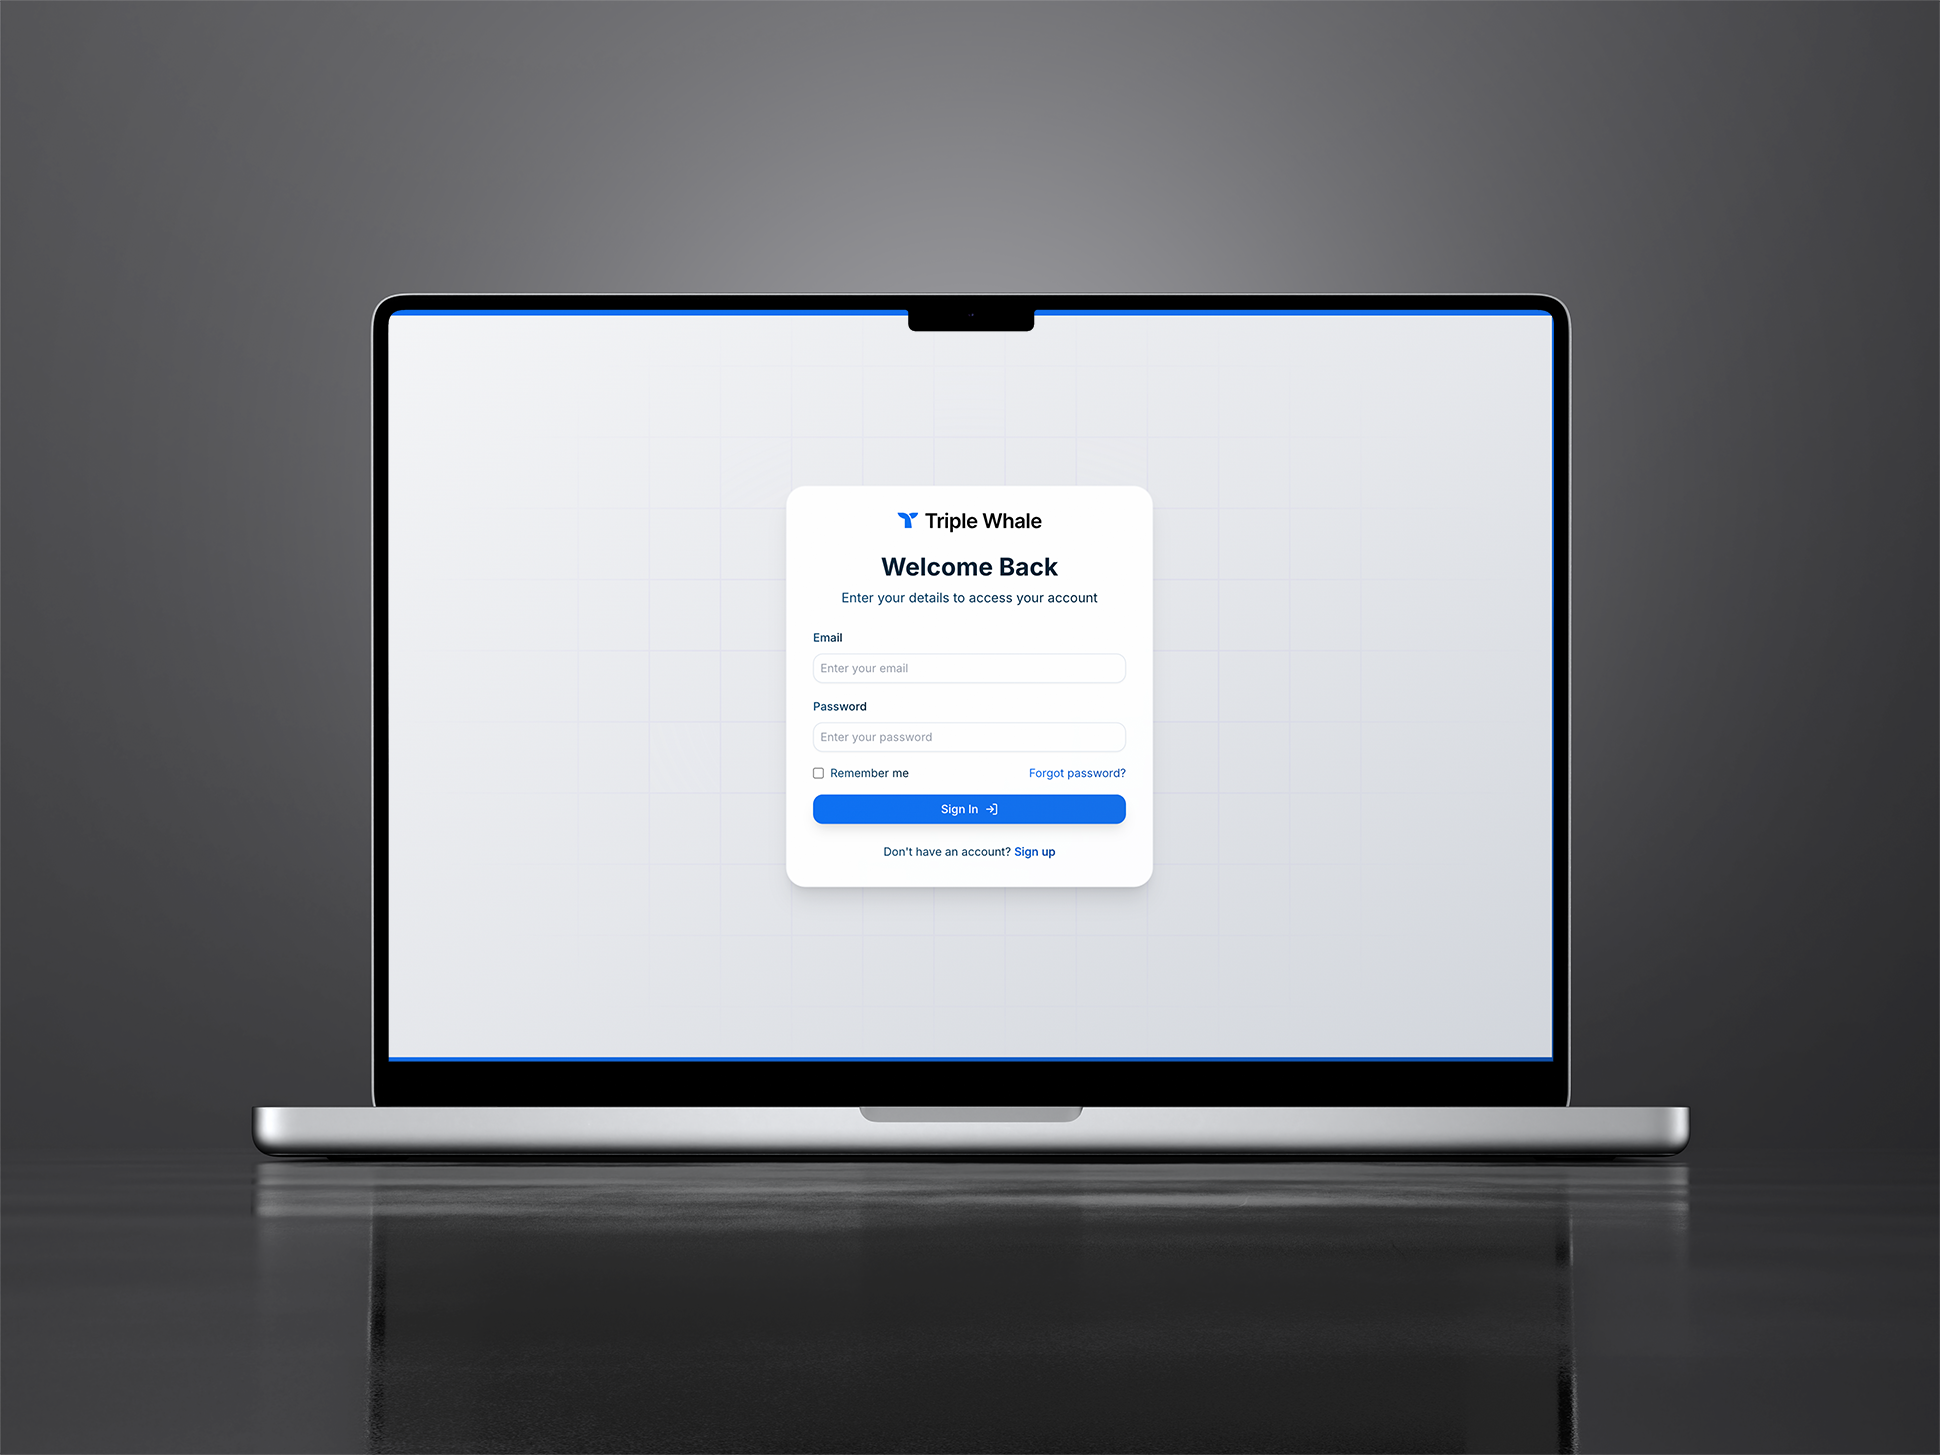 Triple Whale
Welcome Back
Enter your details to access your account
Email
Enter your email
Password
Enter your password
Remember me Forgot password?
Sign In
Don't have an account? Sign up